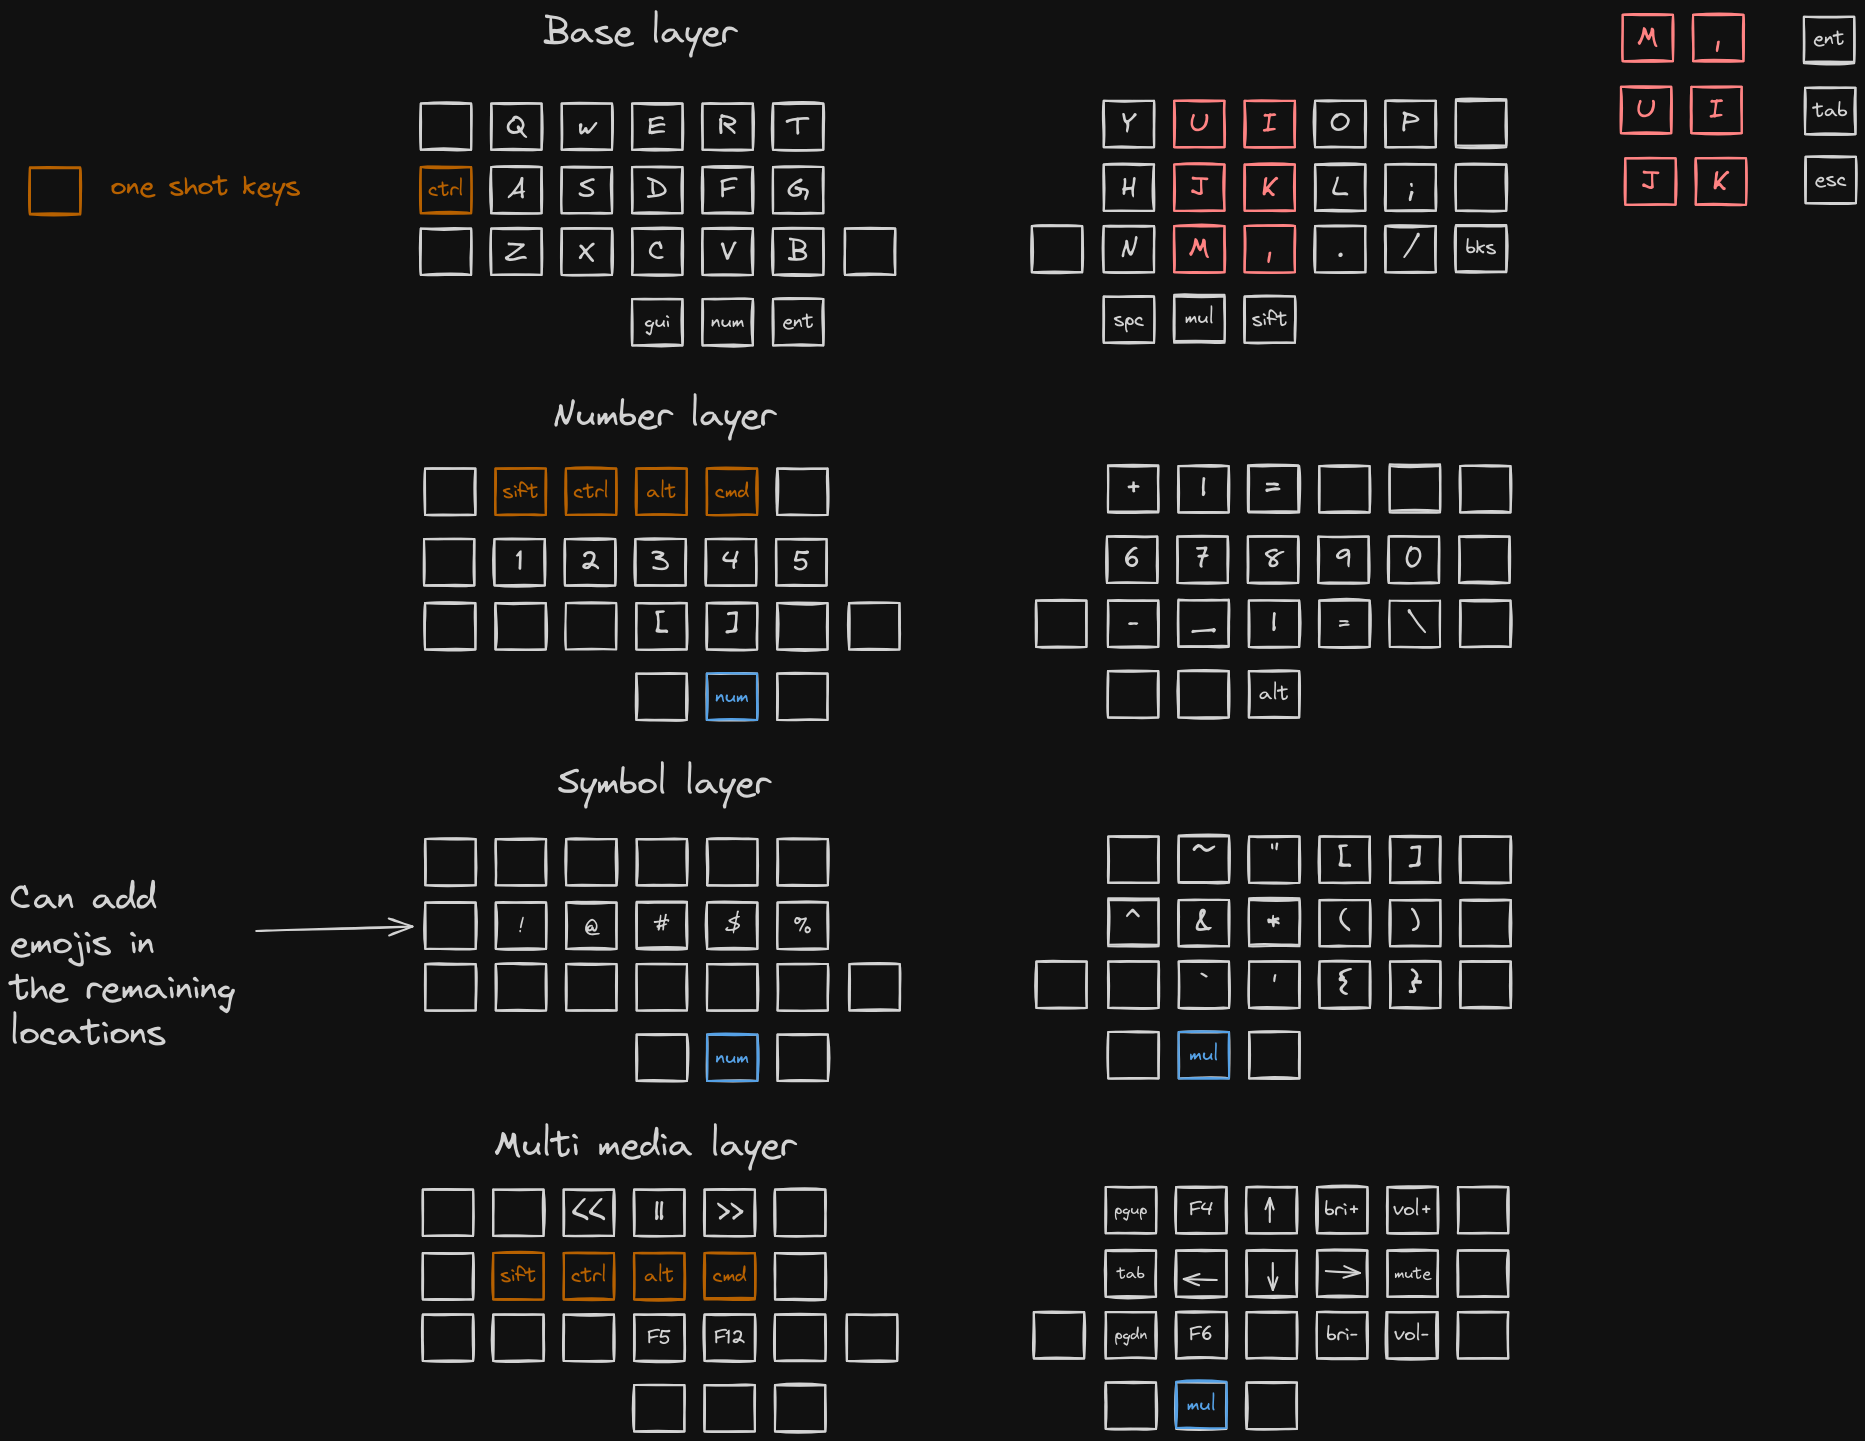 Base layer
M , ent
U I tab
J K esc
one shot keys
Q W E R T Y U I O P
ctrl A S D F G H J K L ;
Z X C V B N M , . / bks
gui num ent spc mul sift
Number layer
sift ctrl alt cmd + | =
1 2 3 4 5 6 7 8 9 0
[ ] - _ | = \
num alt
Symbol layer
~ " [ ]
! @ # $ % ^ & * ( )
` ' { }
num mul
Can add
emojis in
the remaining
locations
Multi media layer
<< || >> pgup F4 ↑ bri+ vol+
sift ctrl alt cmd tab ← ↓ → mute
F5 F12 pgdn F6 bri- vol-
mul